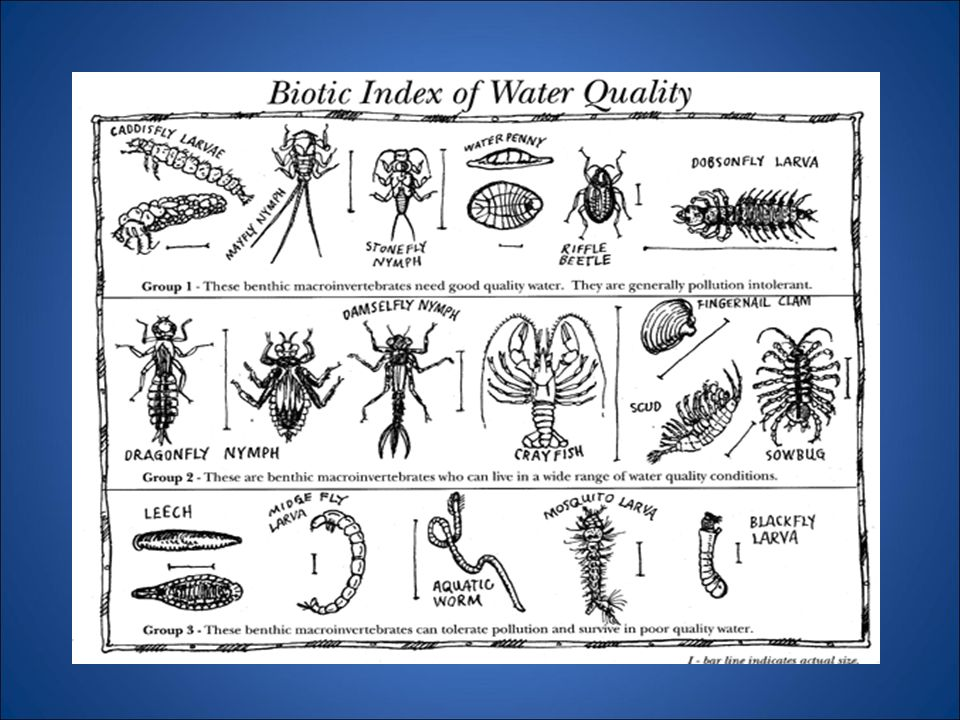 Biotic Index of Water Quality
CADDISFLY LARVAE
MAYFLY NYMPH
STONEFLY
NYMPH
WATER PENNY
RIFFLE
BEETLE
DOBSONFLY LARVA
Group 1 - These benthic macroinvertebrates need good quality water. They are generally pollution intolerant.
DRAGONFLY NYMPH
DAMSELFLY NYMPH
CRAYFISH
FINGERNAIL CLAM
SCUD
SOWBUG
Group 2 - These are benthic macroinvertebrates who can live in a wide range of water quality conditions.
LEECH
MIDGE FLY
LARVA
AQUATIC
WORM
MOSQUITO LARVA
BLACKFLY
LARVA
Group 3 - These benthic macroinvertebrates can tolerate pollution and survive in poor quality water.
I - bar line indicates actual size.